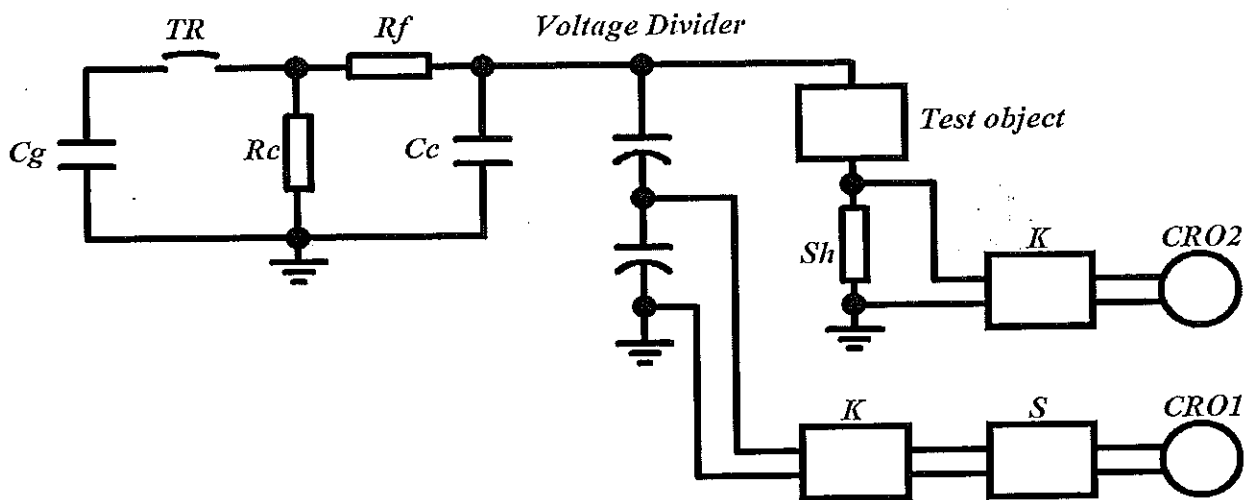 TR
Rf
Voltage Divider
Cg
Rc
Cc
Test object
Sh
K
CRO2
K
S
CRO1